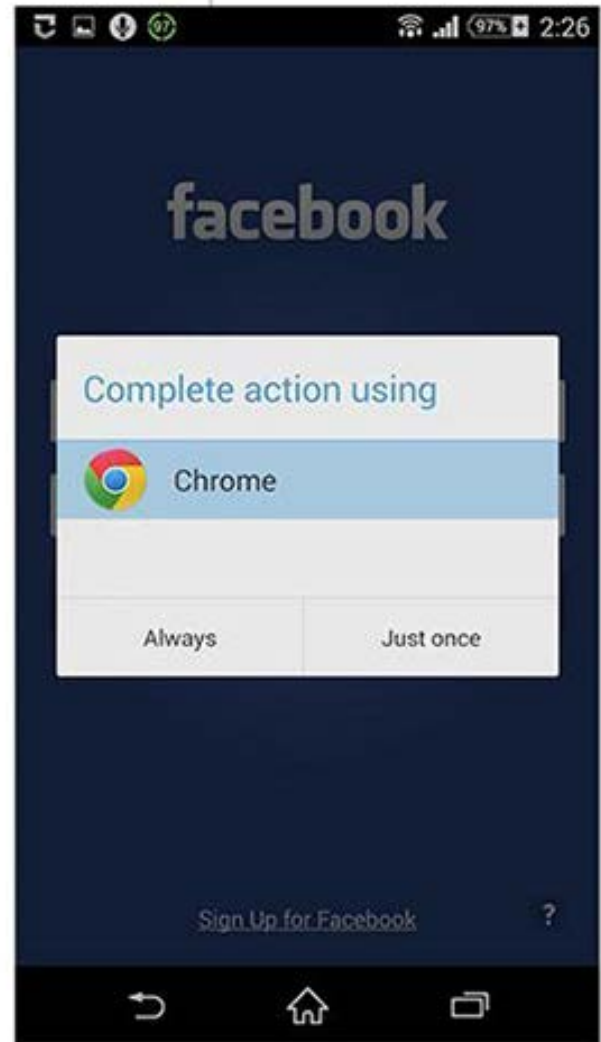 97 97% 2:26
facebook
Complete action using
Chrome
Always Just once
Sign Up for Facebook ?